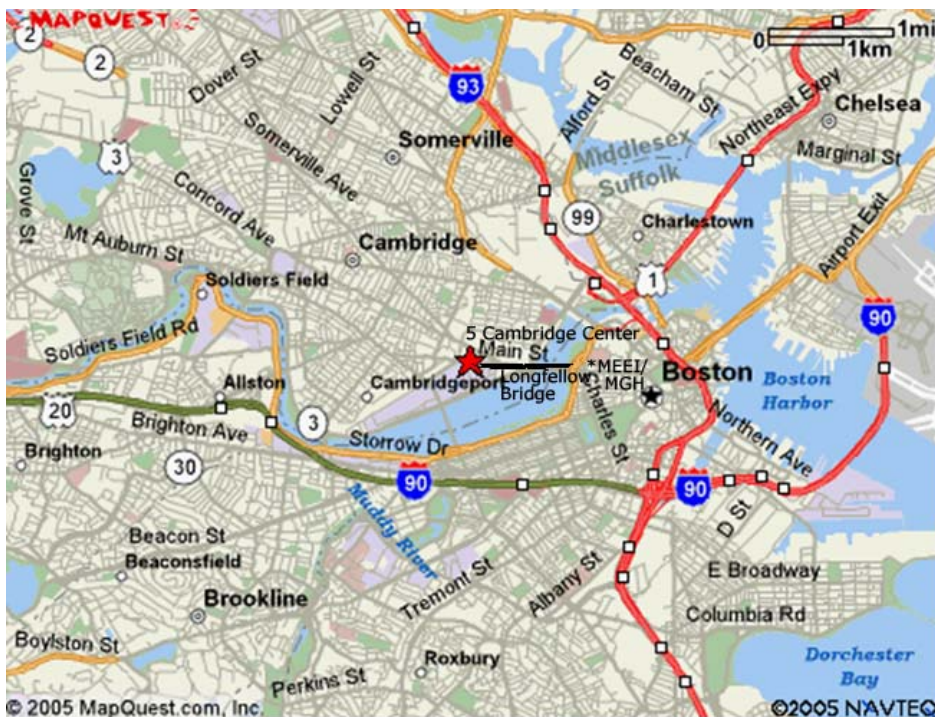 MAPQUEST
2
2
3
Dover St
Lowell St
93
Alford St
Beacham St
0
1mi
1km
Northeast Expy
Chelsea
Marginal St
Somerville
Somerville Ave
Middlesex
Suffolk
Grove St
Concord Ave
99
Charlestown
Mt Auburn St
Cambridge
Airport Exit
1
Soldiers Field
Soldiers Field Rd
90
5 Cambridge Center
Main St
*MEEI/
MGH
Longfellow
Bridge
Cambridgeport
Boston
Boston
Harbor
Allston
20
Charles St
3
Brighton Ave
Storrow Dr
Northern Ave
Brighton
30
90
90
D St
Muddy River
Beacon St
Beaconsfield
Tremont St
Albany St
E Broadway
Brookline
Columbia Rd
Boylston St
Roxbury
Dorchester
Bay
Perkins St
© 2005 MapQuest.com, Inc.
©2005 NAVTEQ